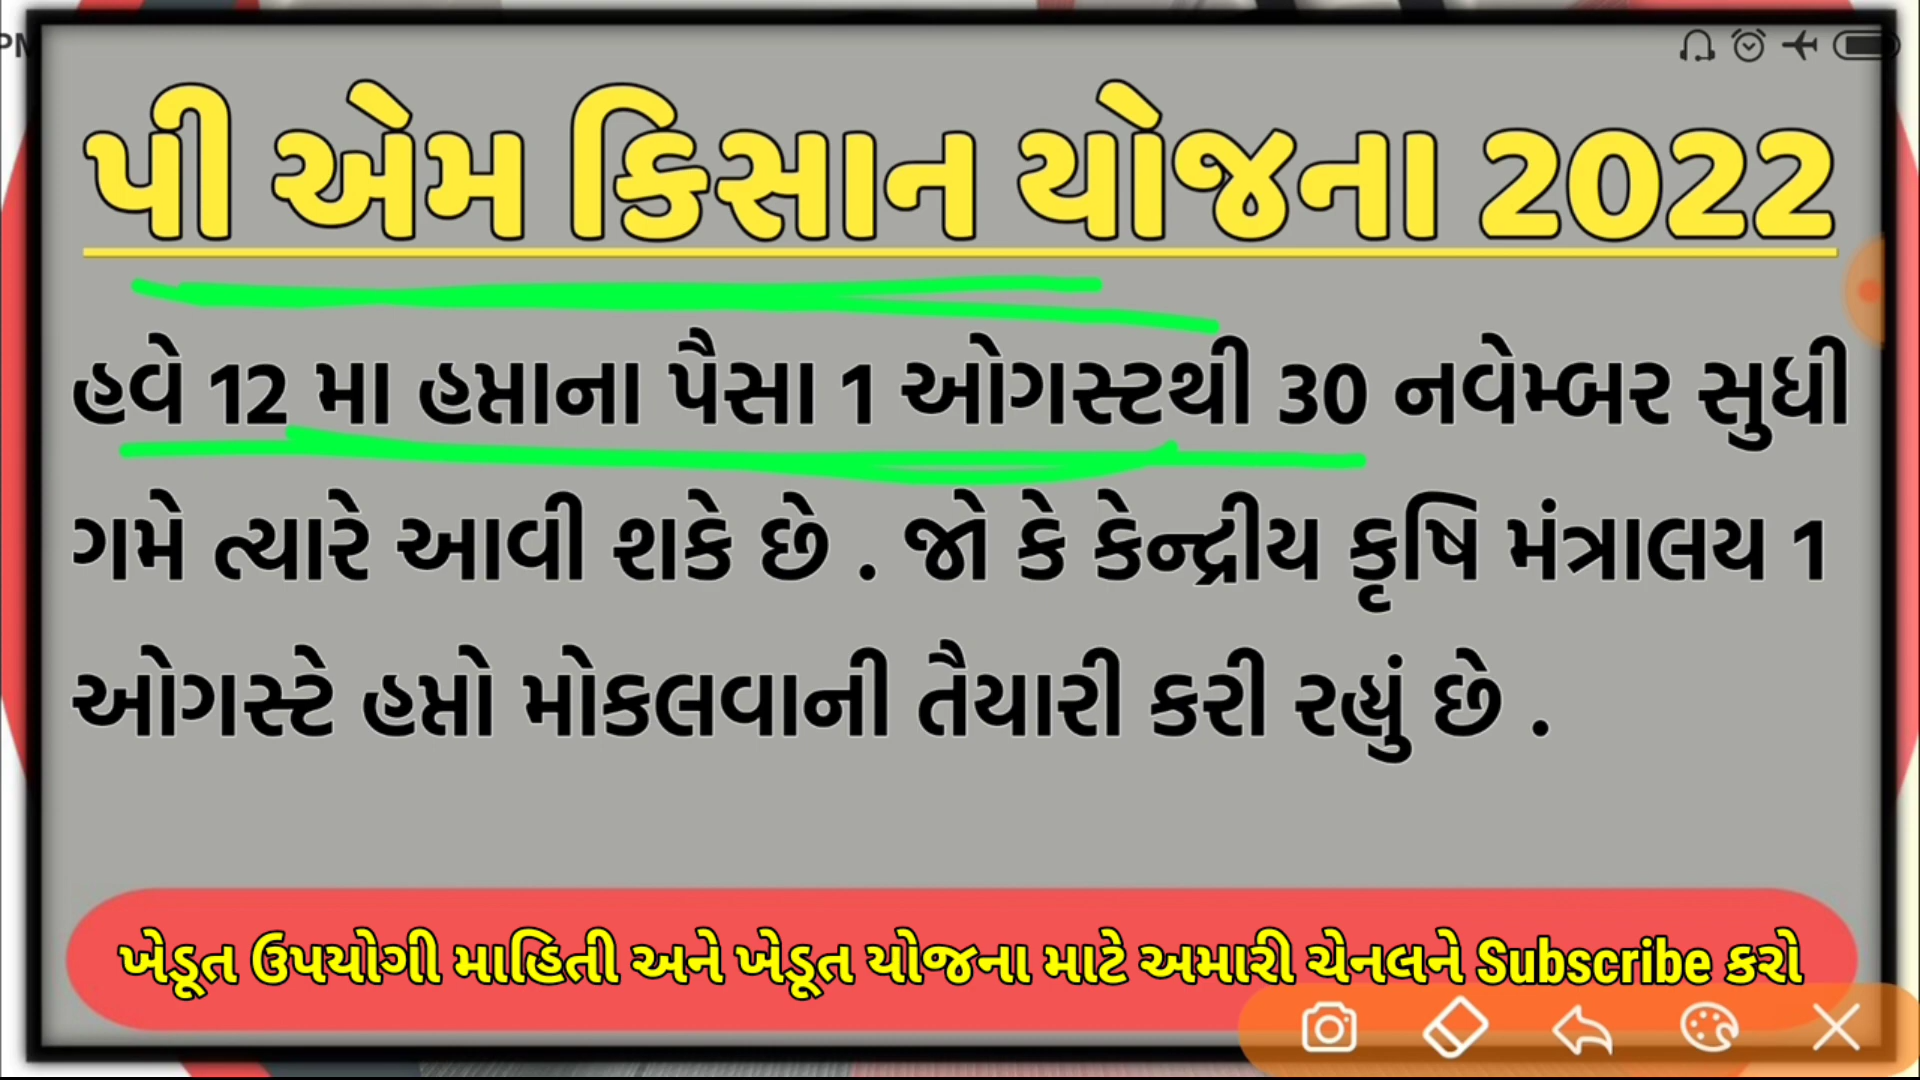 પી એમ કિસાન યોજના 2022
હવે 12 મા હપ્તાના પૈસા 1 ઓગસ્ટથી 30 નવેમ્બર સુધી
ગમે ત્યારે આવી શકે છે . જો કે કેન્દ્રીય કૃષિ મંત્રાલય 1
ઓગસ્ટે હપ્તો મોકલવાની તૈયારી કરી રહ્યું છે .
ખેડૂત ઉપયોગી માહિતી અને ખેડૂત યોજના માટે અમારી ચેનલને Subscribe કરો